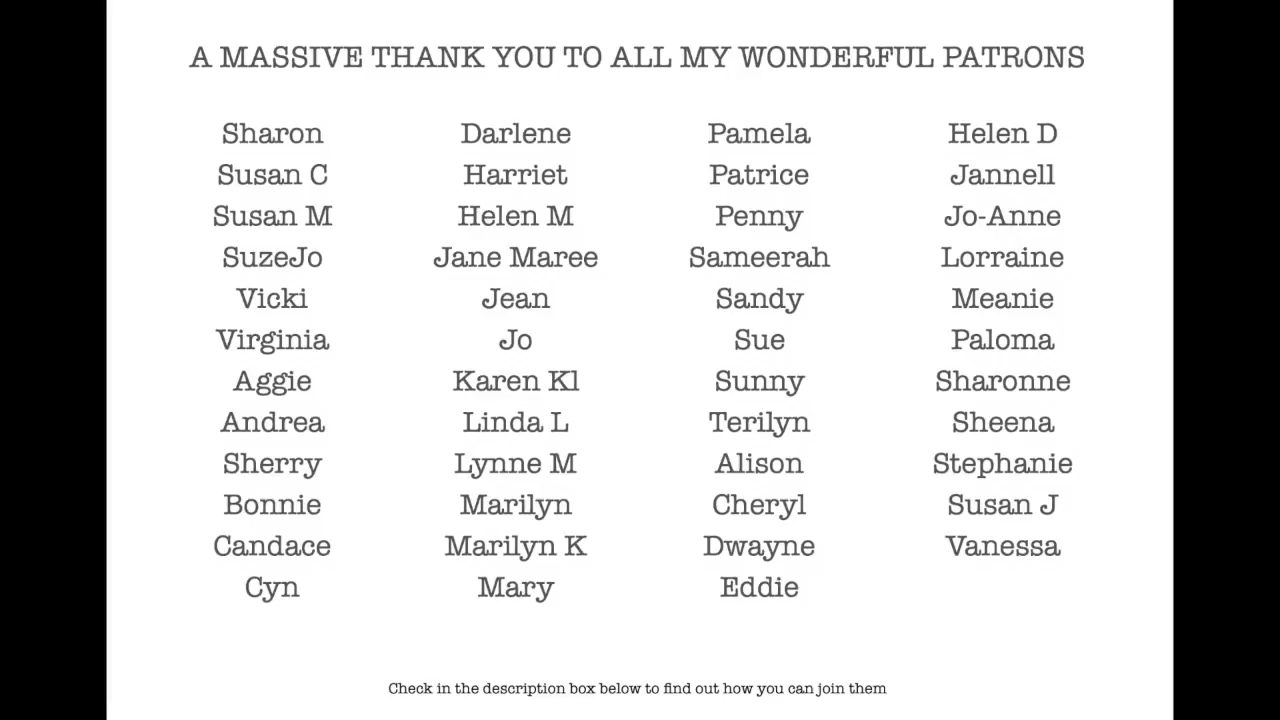 A MASSIVE THANK YOU TO ALL MY WONDERFUL PATRONS
Sharon
Susan C
Susan M
SuzeJo
Vicki
Virginia
Aggie
Andrea
Sherry
Bonnie
Candace
Cyn
Darlene
Harriet
Helen M
Jane Maree
Jean
Jo
Karen Kl
Linda L
Lynne M
Marilyn
Marilyn K
Mary
Pamela
Patrice
Penny
Sameerah
Sandy
Sue
Sunny
Terilyn
Alison
Cheryl
Dwayne
Eddie
Helen D
Jannell
Jo-Anne
Lorraine
Meanie
Paloma
Sharonne
Sheena
Stephanie
Susan J
Vanessa
Check in the description box below to find out how you can join them